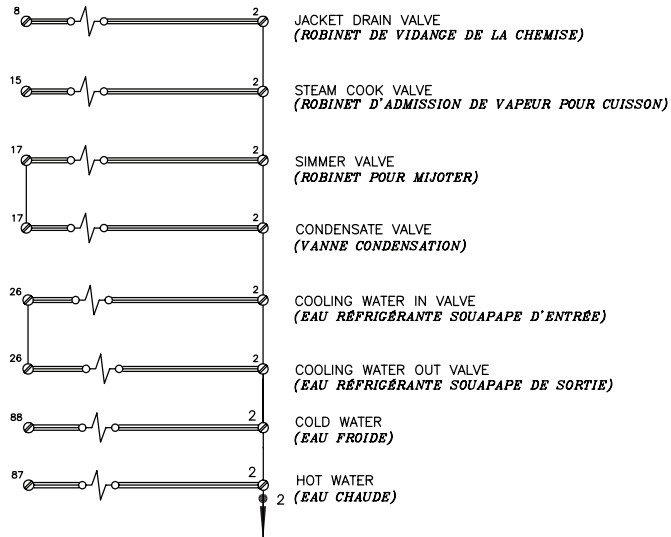 8 2 JACKET DRAIN VALVE
(ROBINET DE VIDANGE DE LA CHEMISE)
15 2 STEAM COOK VALVE
(ROBINET D'ADMISSION DE VAPEUR POUR CUISSON)
17 2 SIMMER VALVE
(ROBINET POUR MIJOTER)
17 2 CONDENSATE VALVE
(VANNE CONDENSATION)
26 2 COOLING WATER IN VALVE
(EAU RÉFRIGÉRANTE SOUAPAPE D'ENTRÉE)
26 2 COOLING WATER OUT VALVE
(EAU RÉFRIGÉRANTE SOUAPAPE DE SORTIE)
88 2 COLD WATER
(EAU FROIDE)
87 2 HOT WATER
2 (EAU CHAUDE)